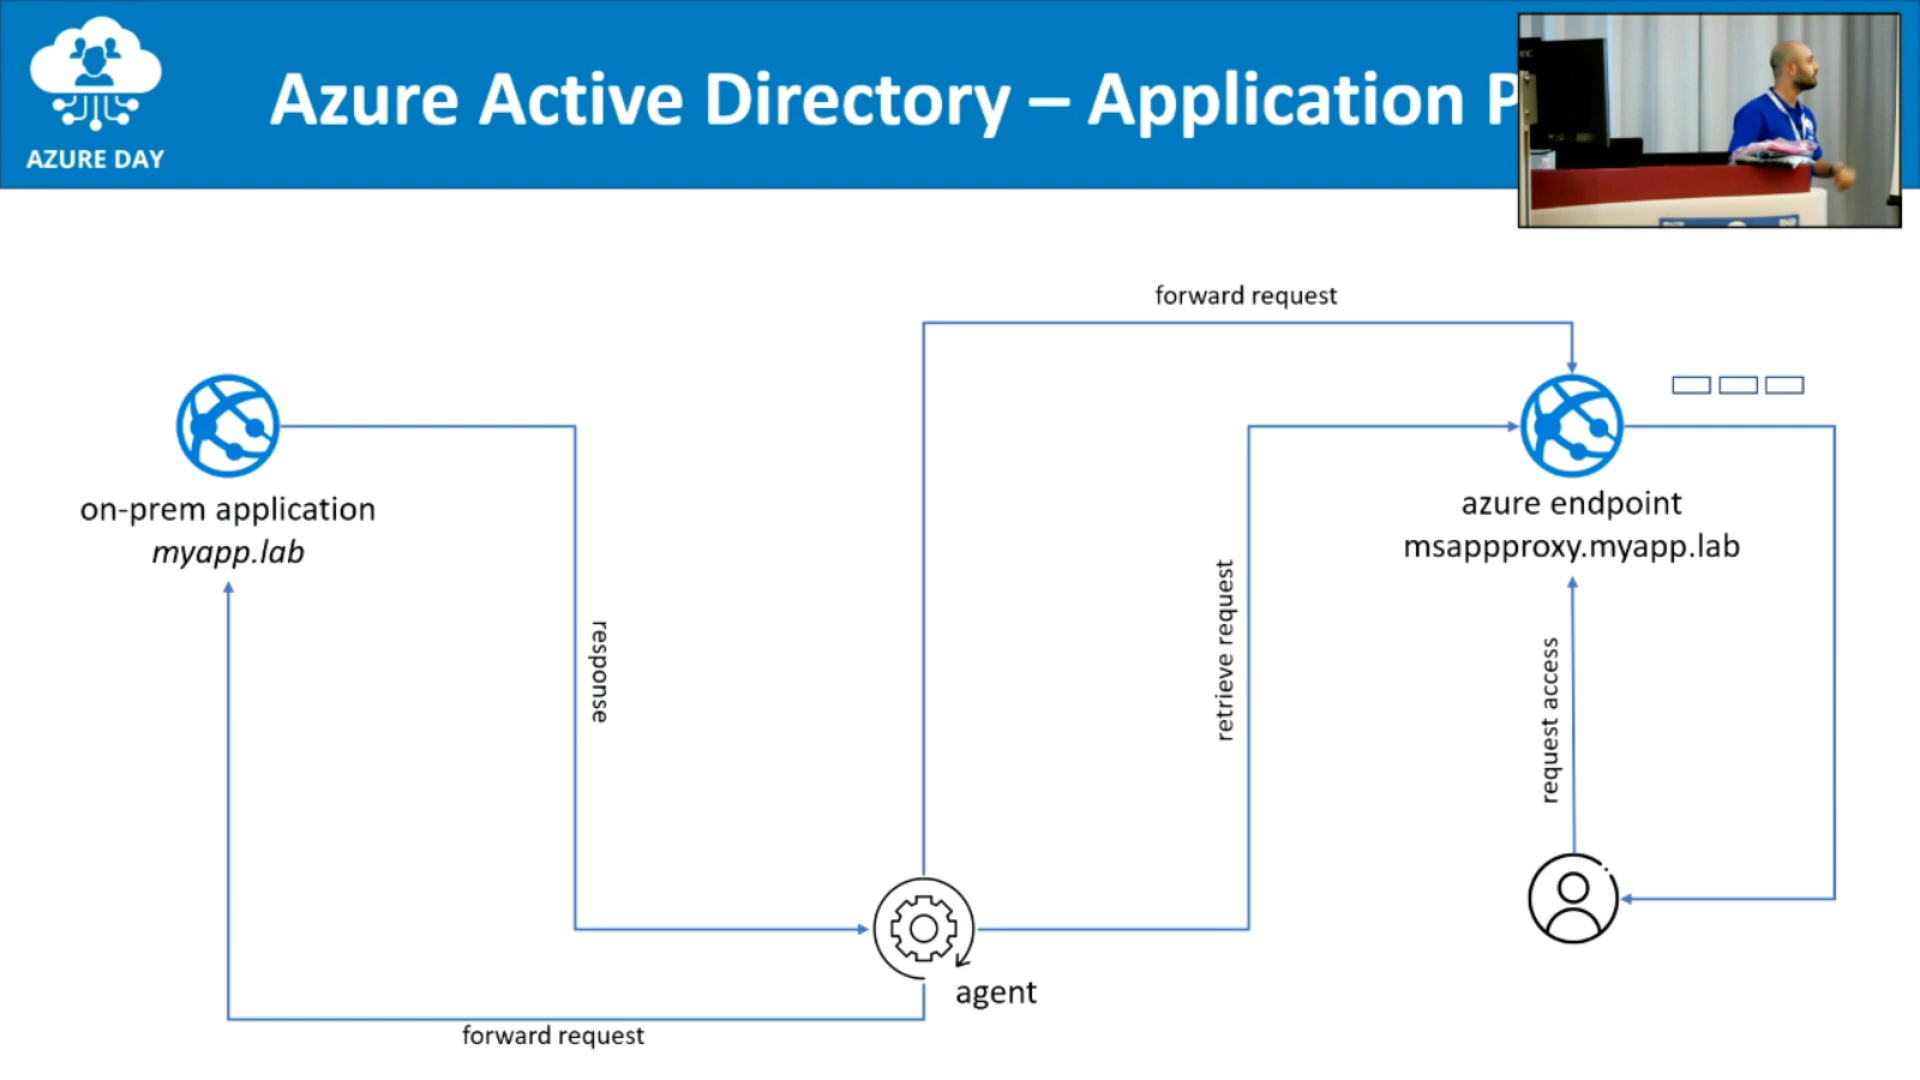 Azure Active Directory – Application P
AZURE DAY
forward request
on-prem application
myapp.lab
azure endpoint
msappproxy.myapp.lab
response
retrieve request
request access
agent
forward request